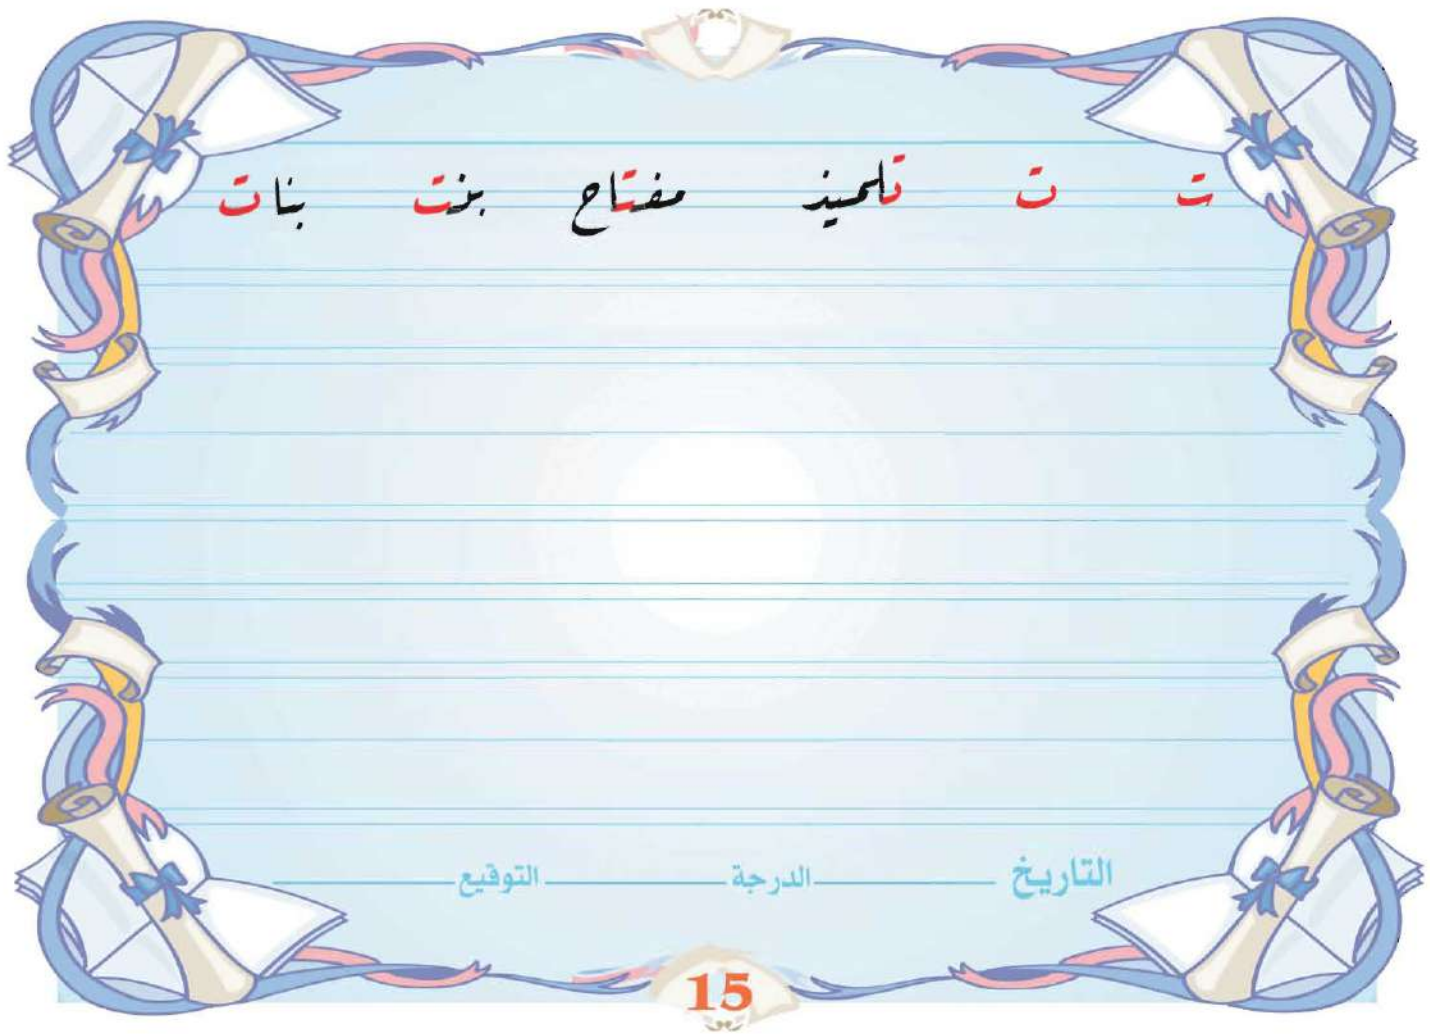 ت ت تلميذ مفتاح بنت بنات
التاريخ الدرجة التوقيع
15